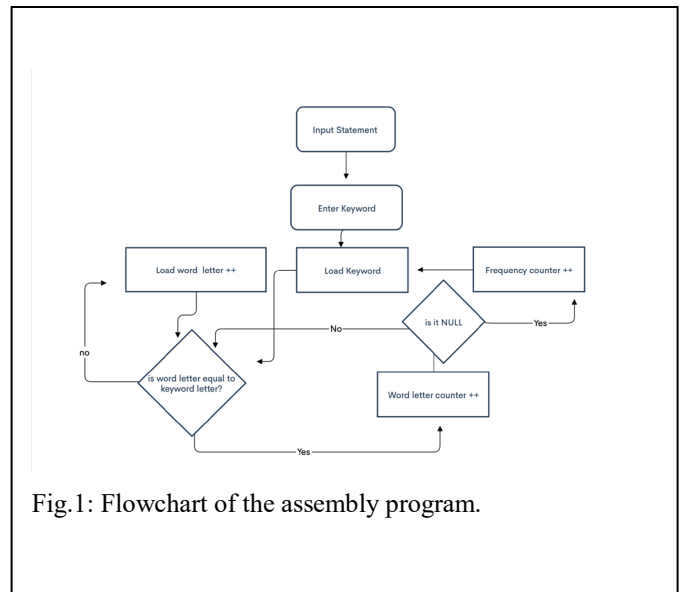 Input Statement
Enter Keyword
Load word letter ++
Load Keyword
Frequency counter ++
is it NULL
No
Yes
no
is word letter equal to
keyword letter?
Word letter counter ++
Yes
Fig.1: Flowchart of the assembly program.